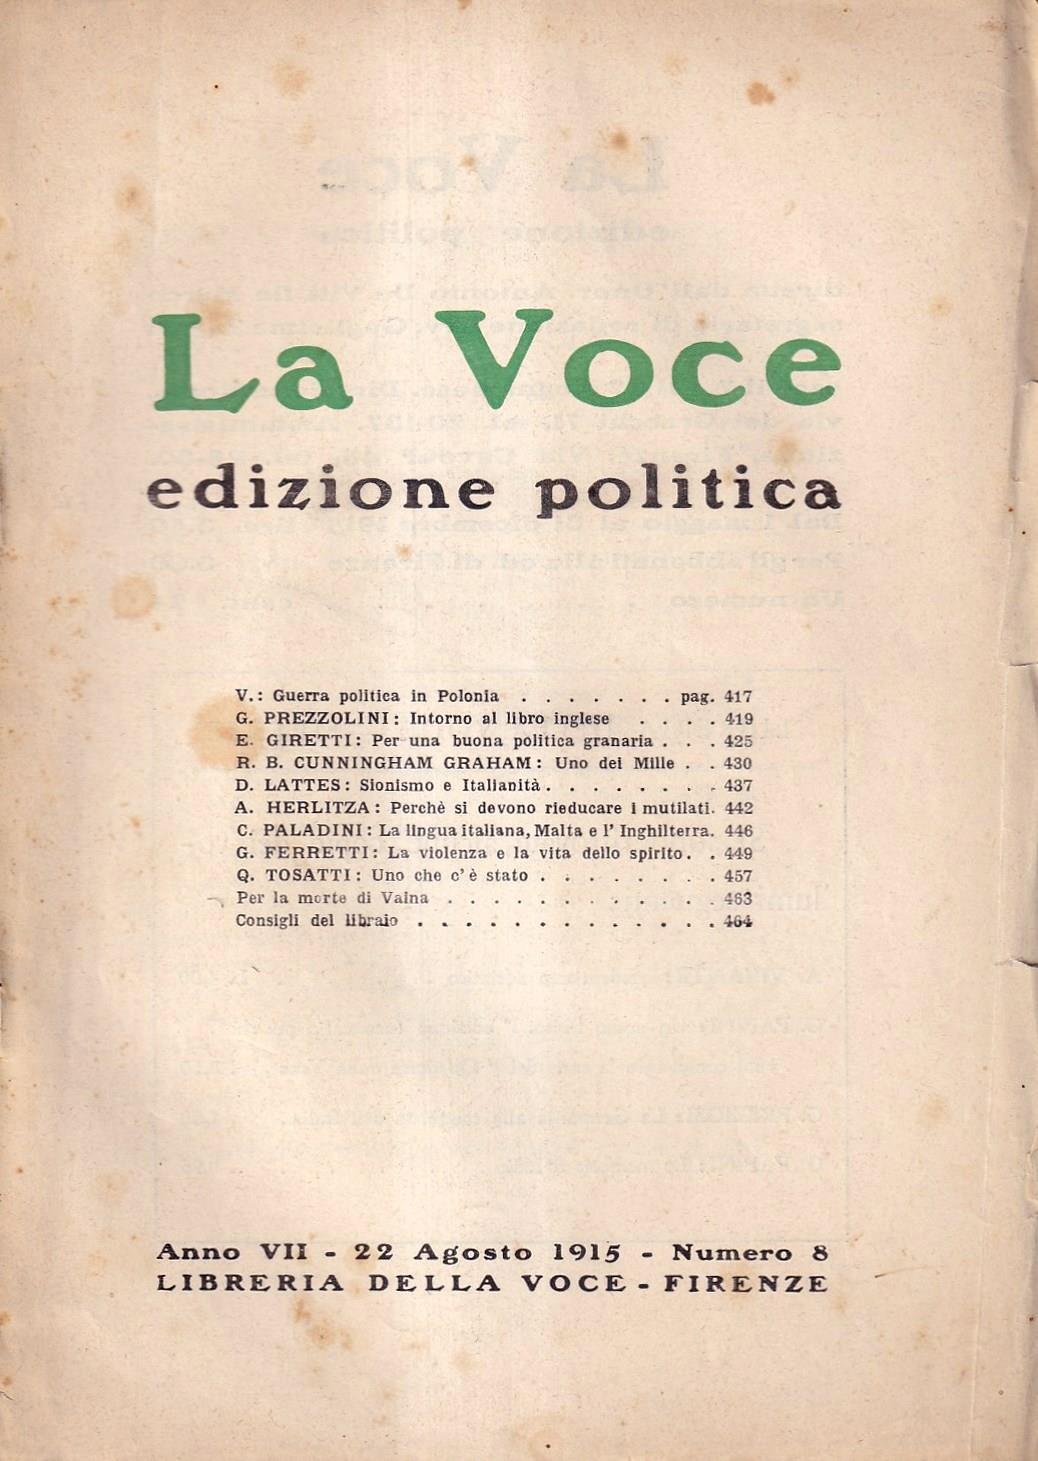 La Voce
edizione politica
V.: Guerra politica in Polonia . . . . . . . pag. 417
G. PREZZOLINI: Intorno al libro inglese . . . . 419
E. GIRETTI: Per una buona politica granaria . . . 425
R. B. CUNNINGHAM GRAHAM: Uno dei Mille . . 430
D. LATTES: Sionismo e Italianità . . . . . . . . 437
A. HERLITZA: Perchè si devono rieducare i mutilati. 442
C. PALADINI: La lingua italiana, Malta e l' Inghilterra. 446
G. FERRETTI: La violenza e la vita dello spirito. . 449
Q. TOSATTI: Uno che c'è stato . . . . . . . . 457
Per la morte di Vaina . . . . . . . . . . . . 463
Consigli del libraio . . . . . . . . . . . . . 464
Anno VII - 22 Agosto 1915 - Numero 8
LIBRERIA DELLA VOCE - FIRENZE